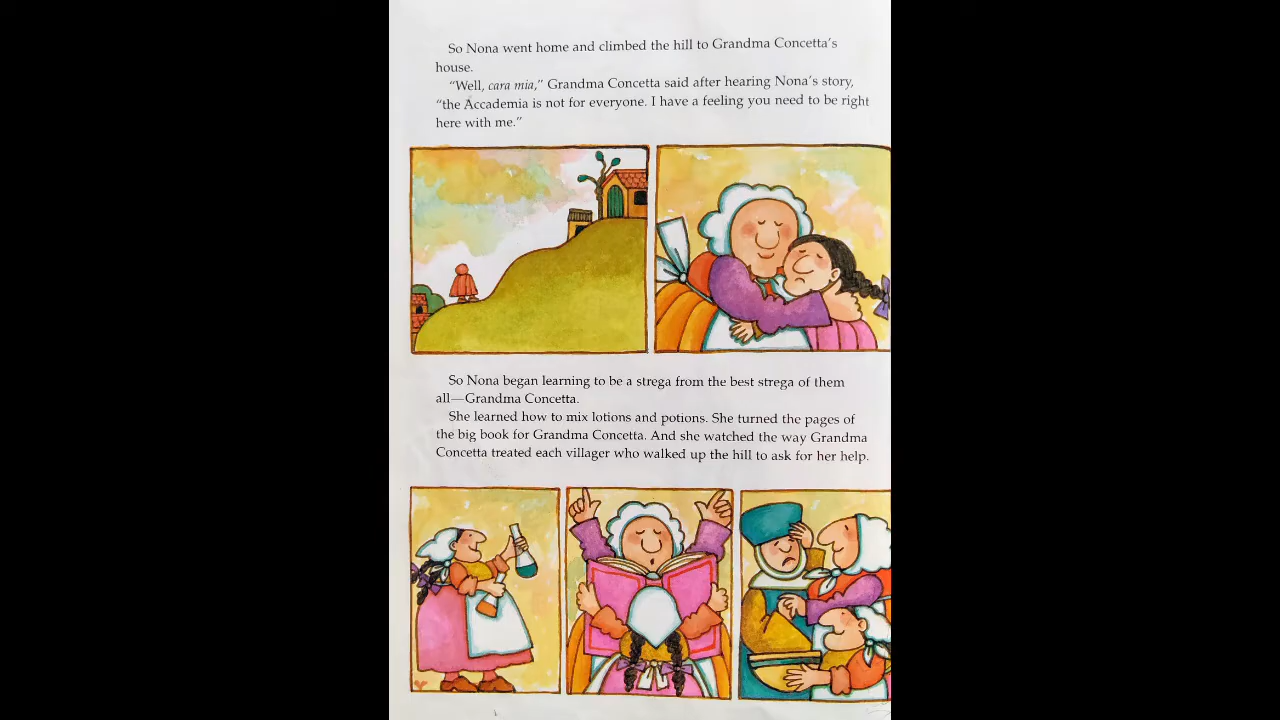 So Nona went home and climbed the hill to Grandma Concetta's
house.
"Well, cara mia," Grandma Concetta said after hearing Nona's story,
"the Accademia is not for everyone. I have a feeling you need to be right
here with me."
So Nona began learning to be a strega from the best strega of them
all—Grandma Concetta.
She learned how to mix lotions and potions. She turned the pages of
the big book for Grandma Concetta. And she watched the way Grandma
Concetta treated each villager who walked up the hill to ask for her help.